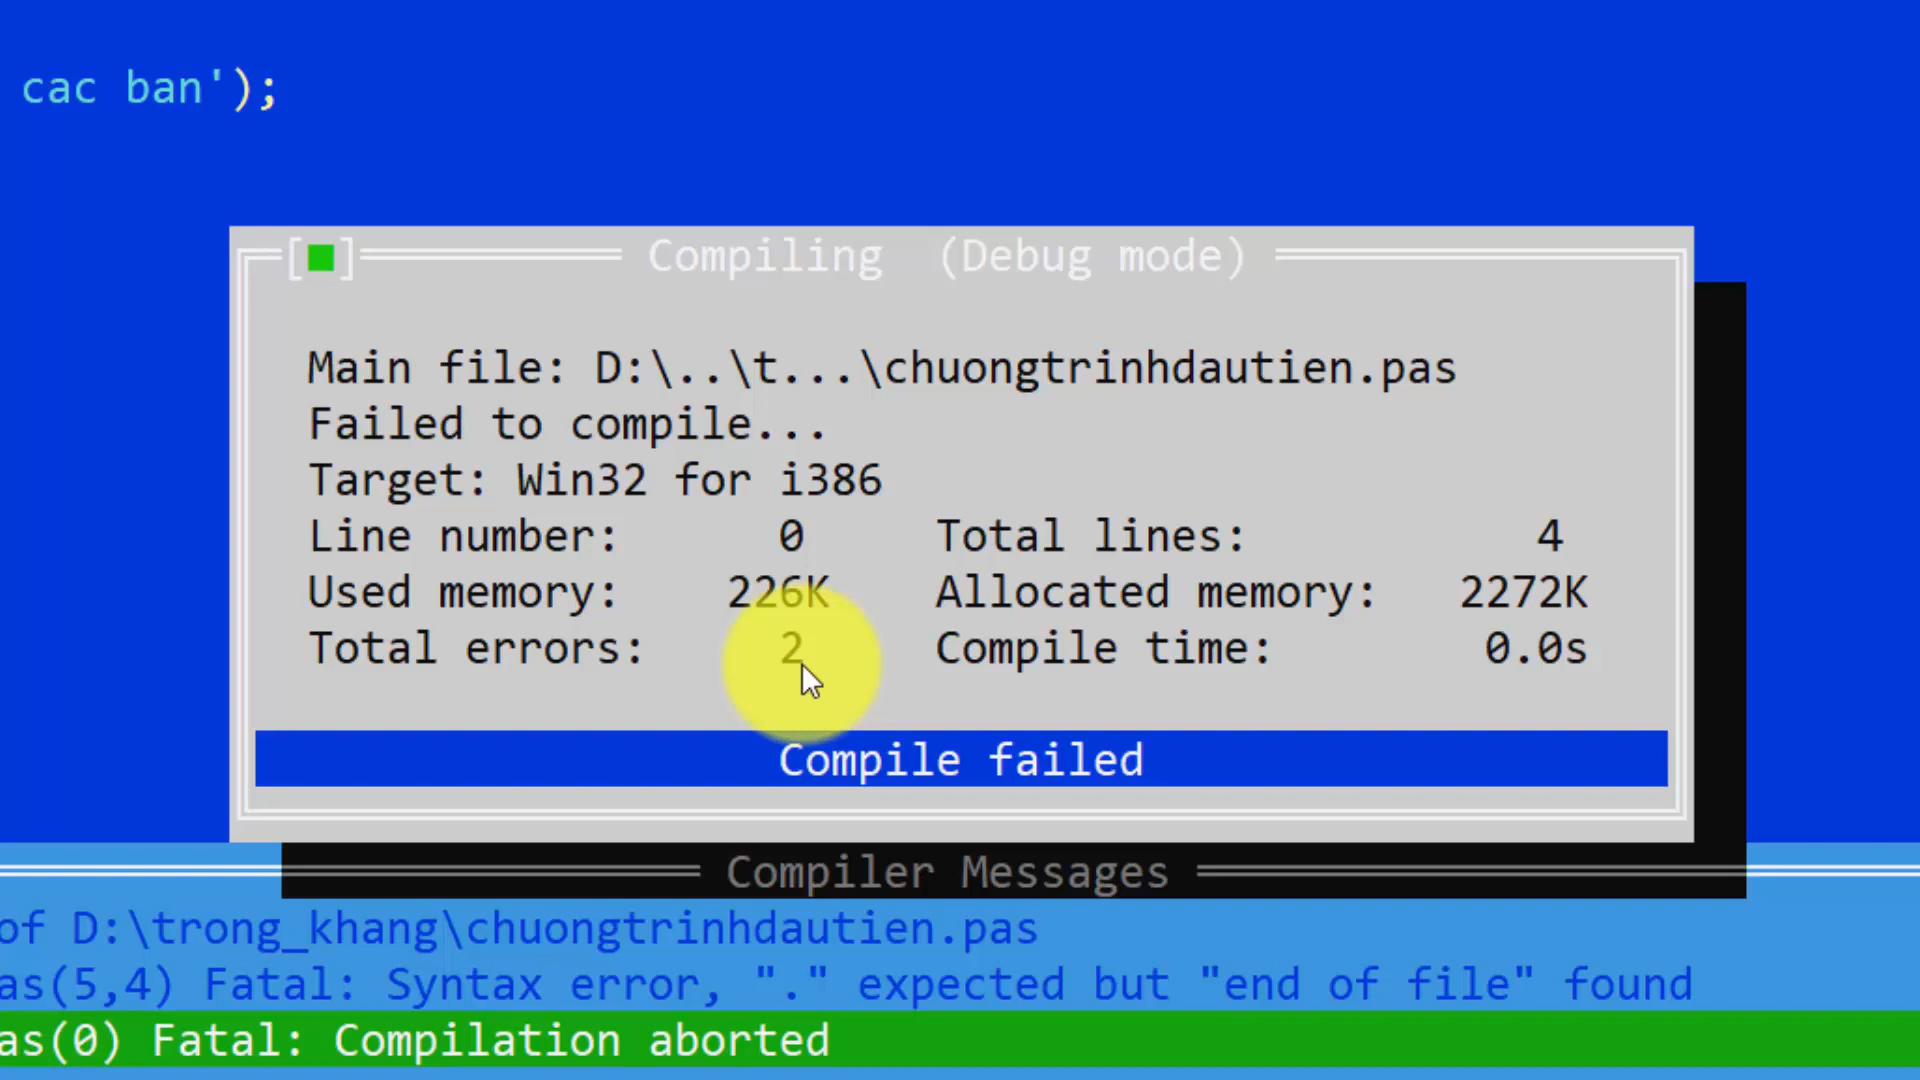 cac ban');
[■] Compiling (Debug mode)
Main file: D:\..\t...\chuongtrinhdautien.pas
Failed to compile...
Target: Win32 for i386
Line number: 0 Total lines: 4
Used memory: 226K Allocated memory: 2272K
Total errors: 2 Compile time: 0.0s
Compile failed
Compiler Messages
of D:\trong_khang\chuongtrinhdautien.pas
as(5,4) Fatal: Syntax error, "." expected but "end of file" found
as(0) Fatal: Compilation aborted